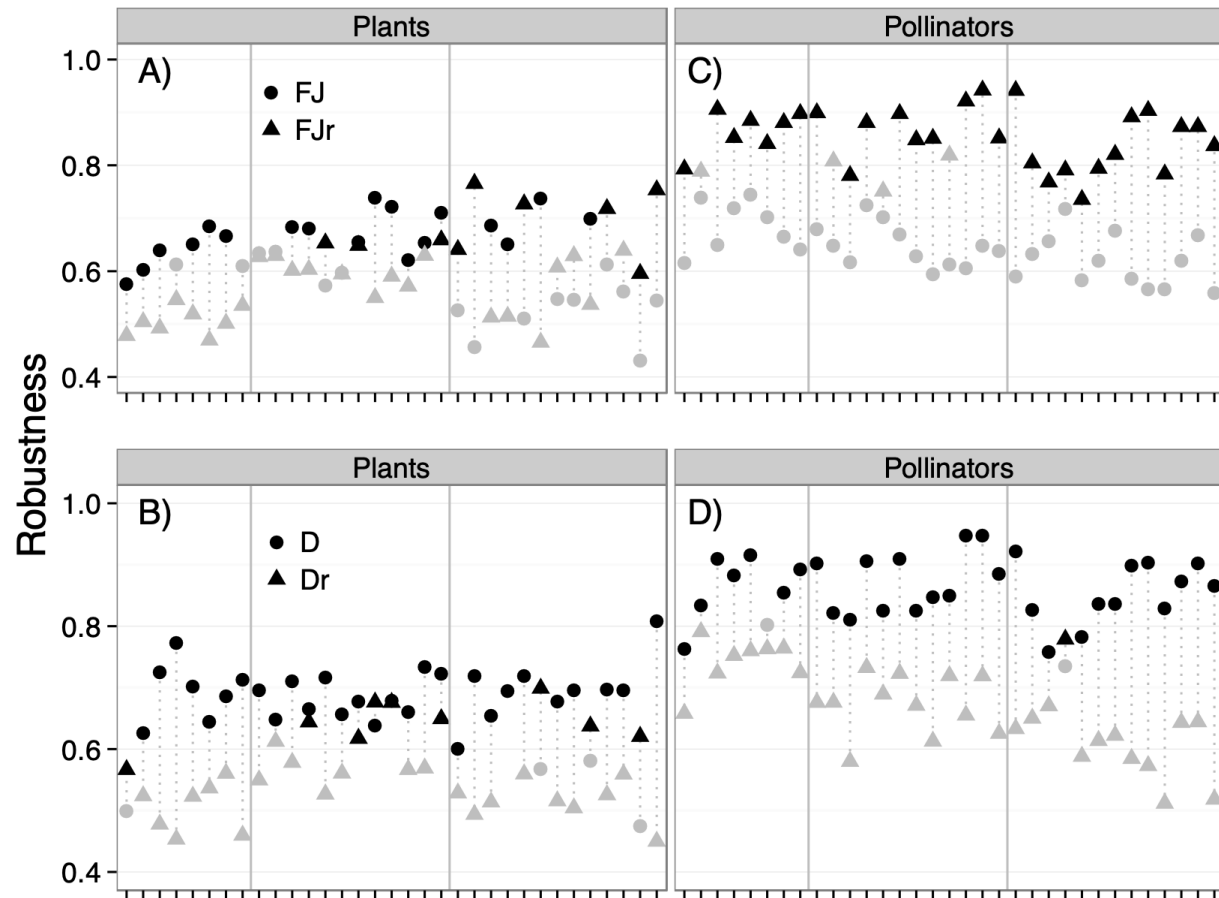 Plants
Pollinators
A)
C)
FJ
FJr
1.0
0.8
0.6
0.4
Robustness
Plants
Pollinators
B)
D)
D
Dr
1.0
0.8
0.6
0.4